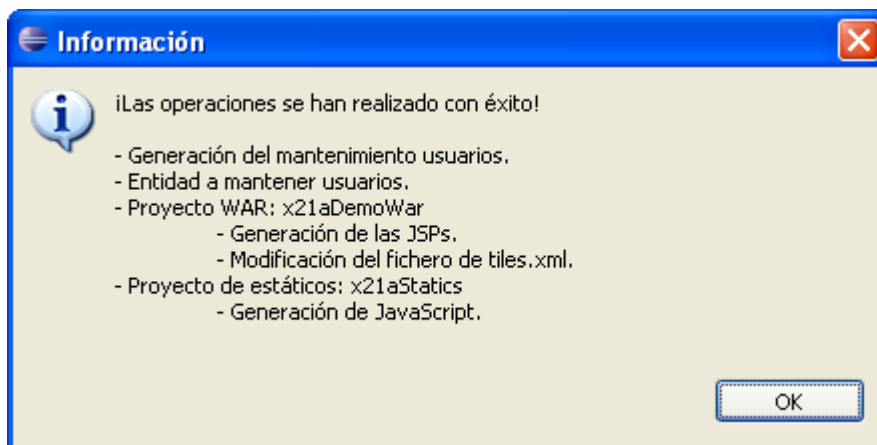 Información
¡Las operaciones se han realizado con éxito!
- Generación del mantenimiento usuarios.
- Entidad a mantener usuarios.
- Proyecto WAR: x21aDemoWar
- Generación de las JSPs.
- Modificación del fichero de tiles.xml.
- Proyecto de estáticos: x21aStatics
- Generación de JavaScript.
OK